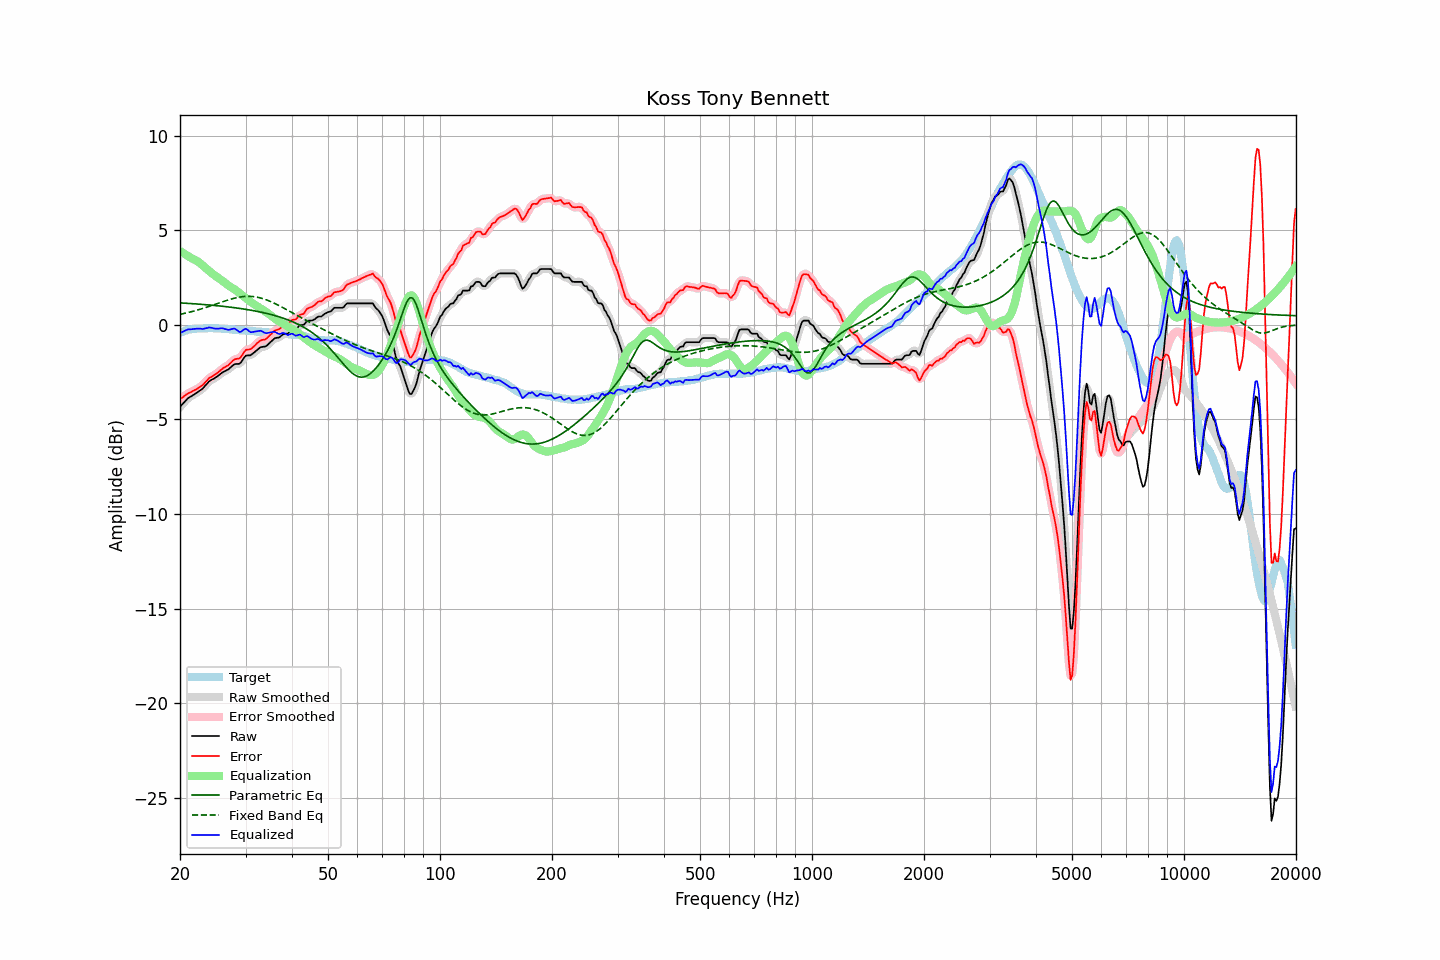 Koss Tony Bennett
10
5
0
−5
−10
−15
−20
−25
Amplitude (dBr)
Target
Raw Smoothed
Error Smoothed
Raw
Error
Equalization
Parametric Eq
Fixed Band Eq
Equalized
20 50 100 200 500 1000 2000 5000 10000 20000
Frequency (Hz)